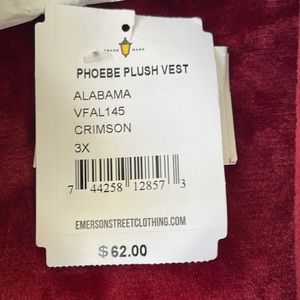 TRADE MARK
PHOEBE PLUSH VEST
ALABAMA
VFAL145
CRIMSON
3X
7 44258 12857 3
EMERSONSTREETCLOTHING.COM
$62.00